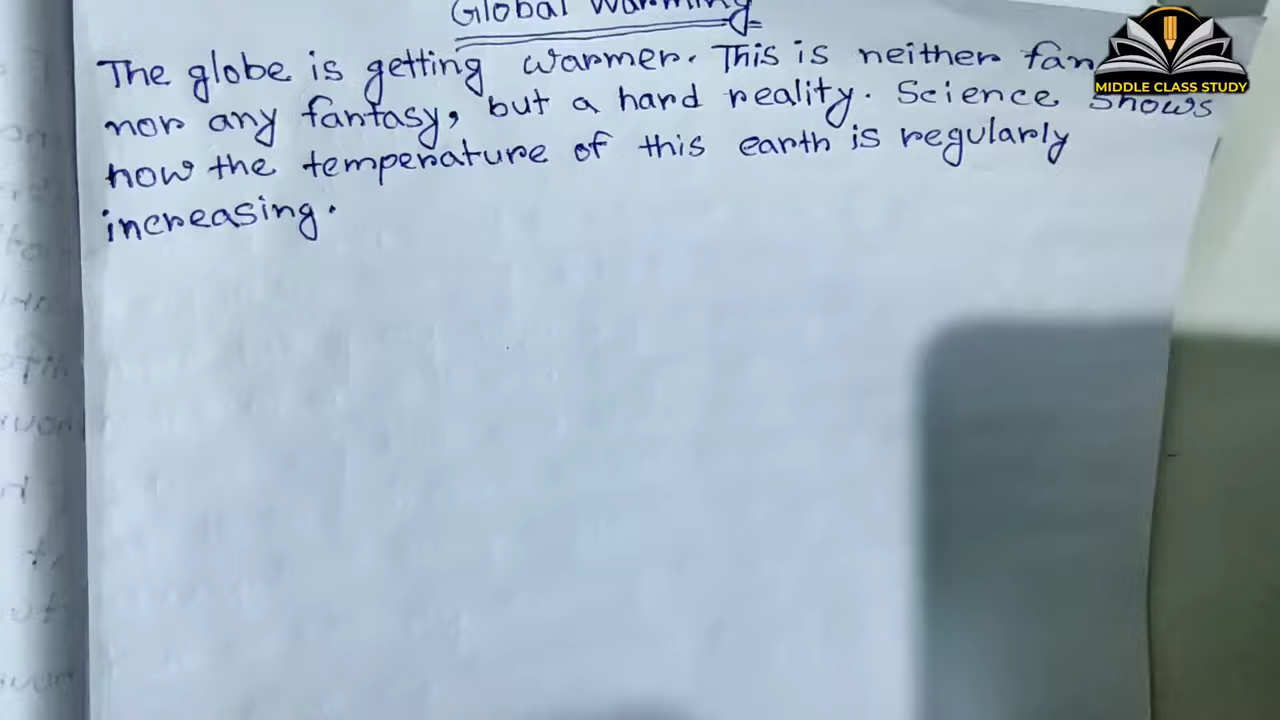 Global Warming
The globe is getting warmer. This is neither
nor any fantasy, but a hard reality. Science shows
how the temperature of this earth is regularly
increasing.
MIDDLE CLASS STUDY